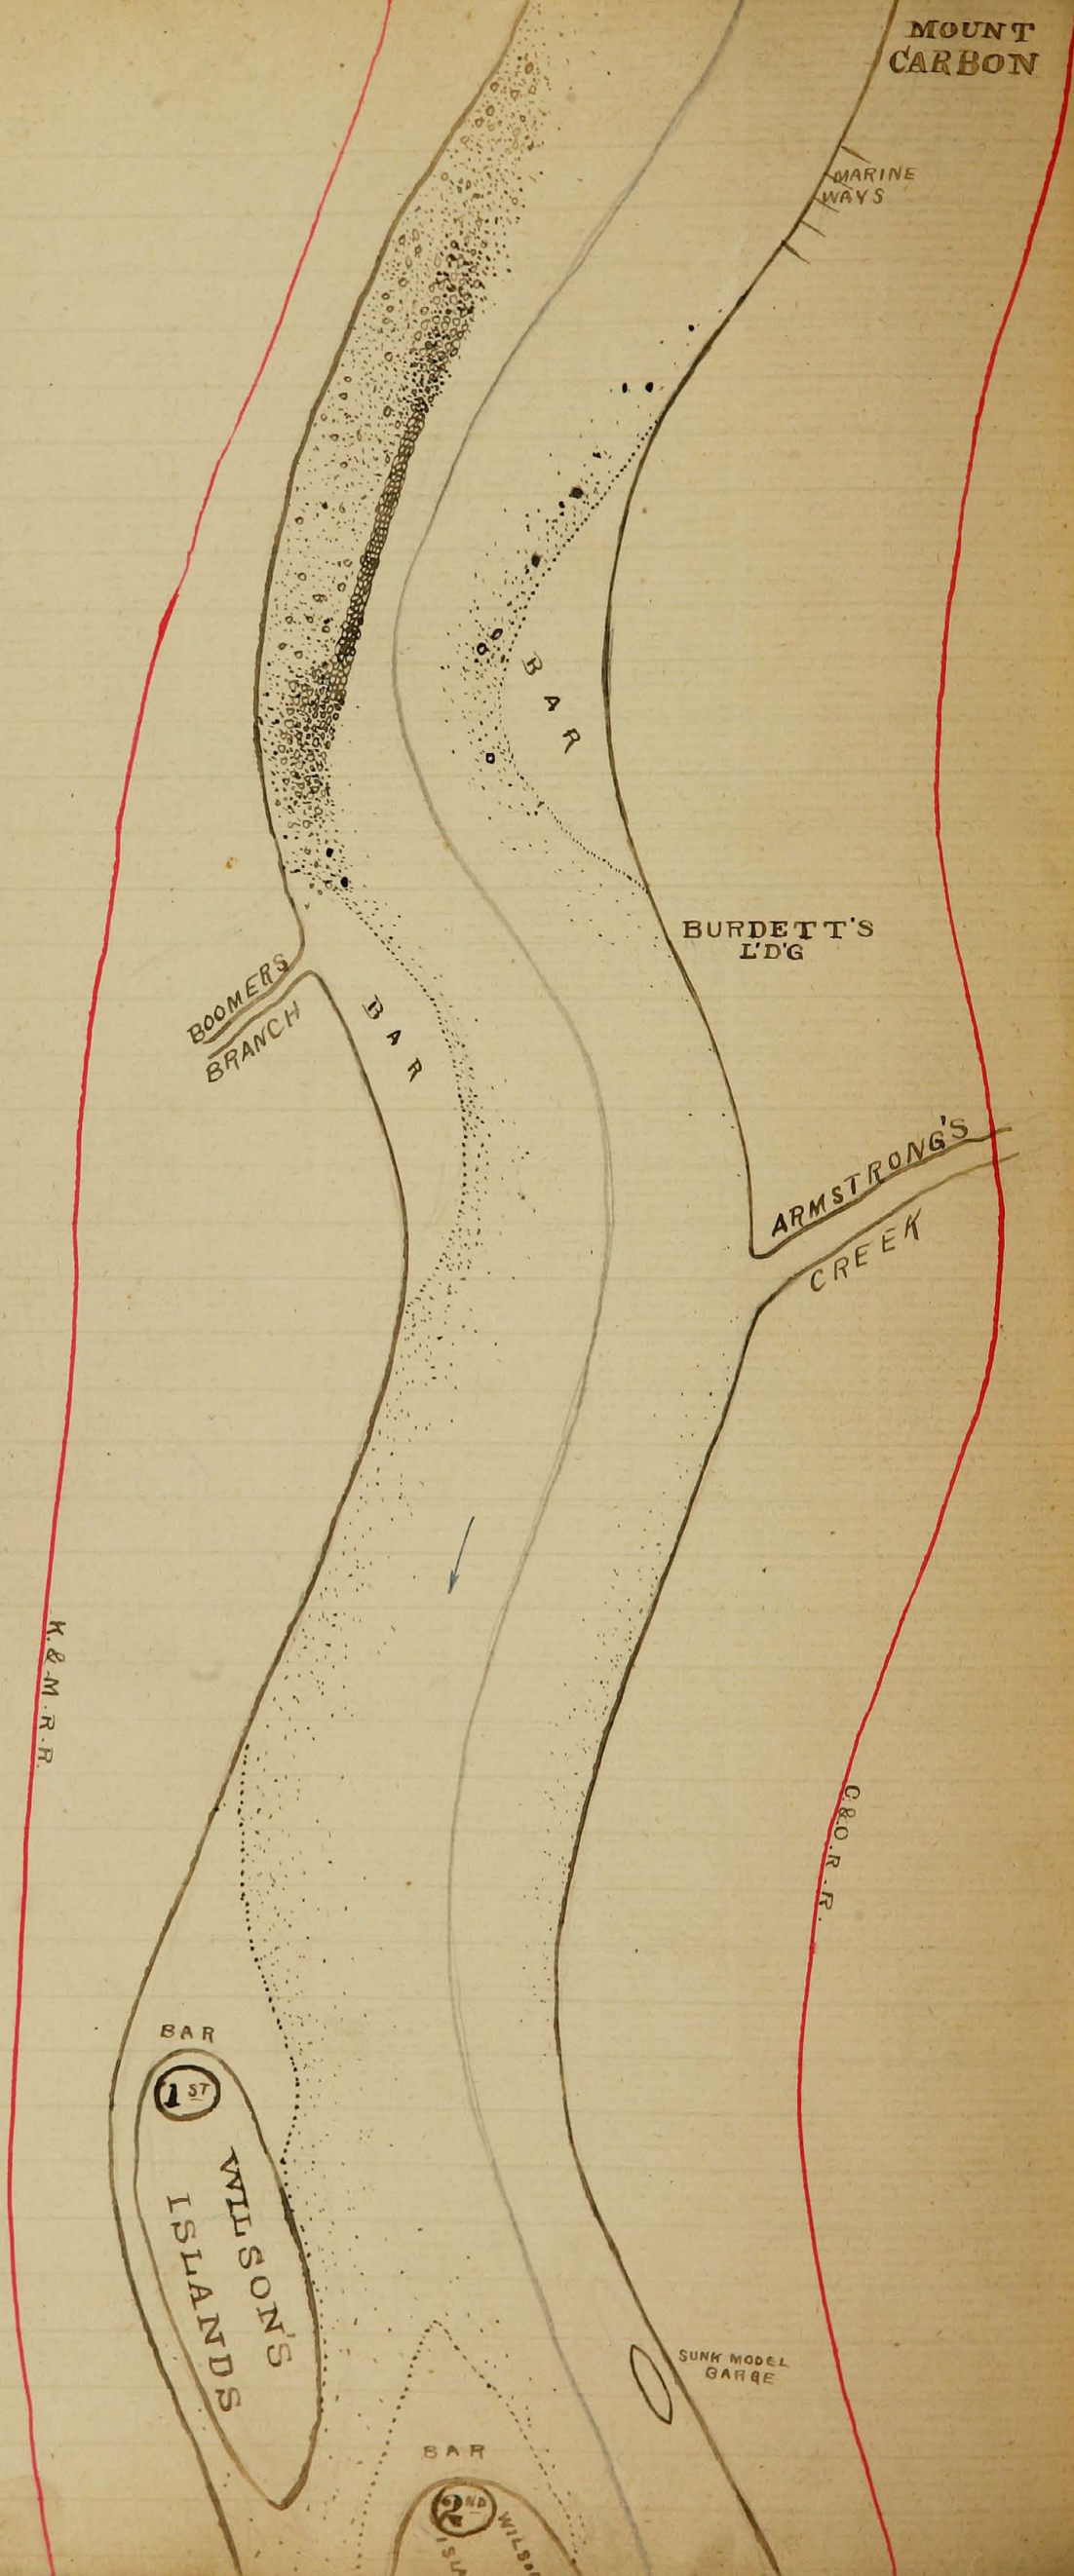 MOUNT
CARBON
MARINE
WAYS
BAR
BURDETT'S
L'D'G
BOOMERS
BRANCH
BAR
ARMSTRONG'S
CREEK
K. & M. R. R.
C. & O. R. R.
BAR
1ST
WILSON'S
ISLANDS
SUNK MODEL
BARGE
BAR
2ND